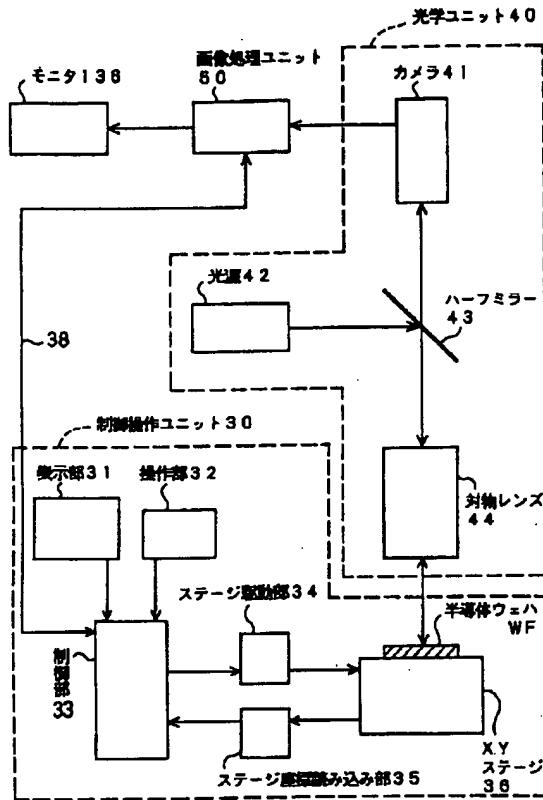 光学ユニット40
画像処理ユニット
50
モニタ136
カメラ41
光源42
ハーフミラー
43
38
制御操作ユニット30
表示部31
操作部32
対物レンズ
44
ステージ駆動部34
半導体ウェハ
WF
制御部
33
ステージ座標読み込み部35
X.Y
ステージ
36